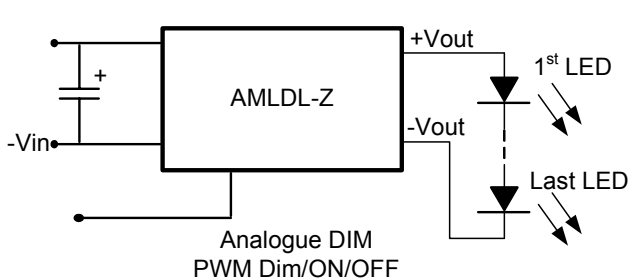 +Vout
1st LED
+
AMLDL-Z
-Vout
-Vin
Last LED
Analogue DIM
PWM Dim/ON/OFF